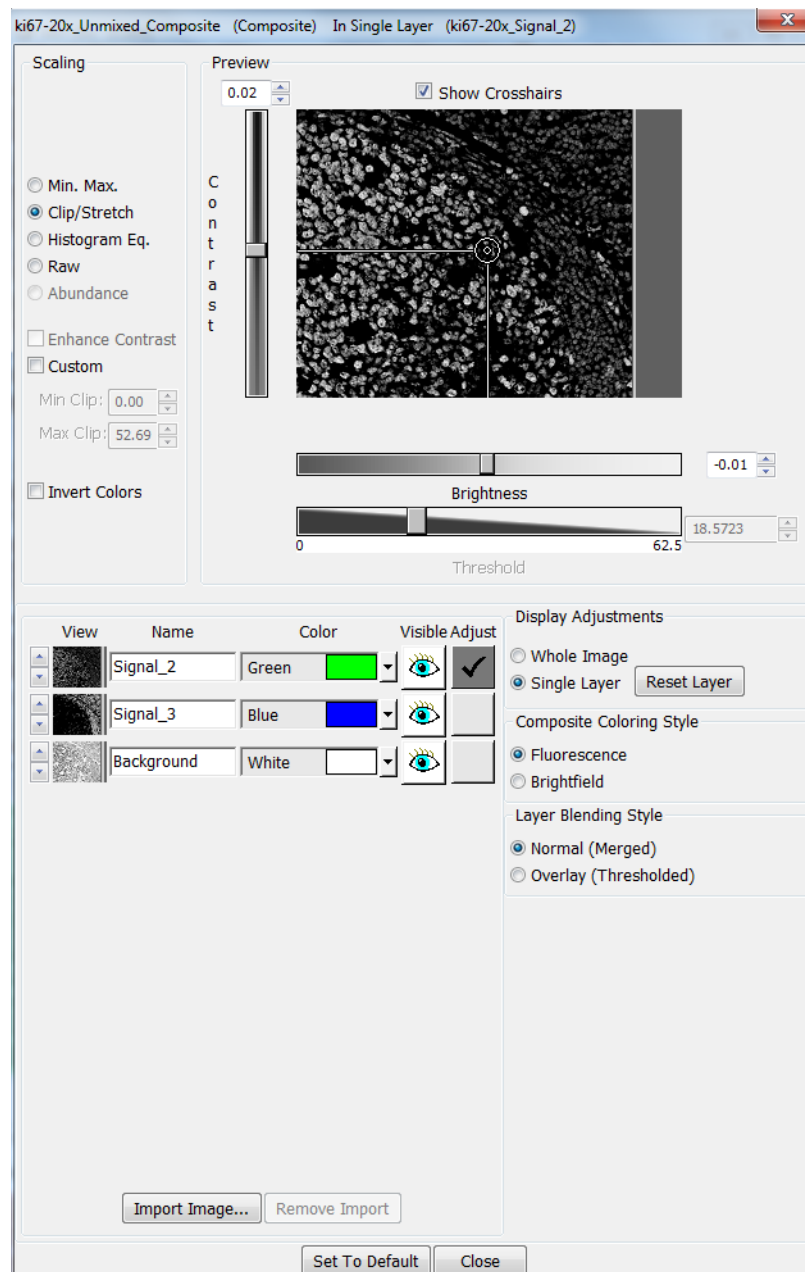 ki67-20x_Unmixed_Composite (Composite) In Single Layer (ki67-20x_Signal_2)
x
Scaling
Preview
0.02
Show Crosshairs
Min. Max.
Clip/Stretch
Histogram Eq.
Raw
Abundance
Contrast
Enhance Contrast
Custom
Min Clip: 0.00
Max Clip: 52.69
Invert Colors
-0.01
Brightness
18.5723
0 62.5
Threshold
View Name Color Visible Adjust
Signal_2 Green
Signal_3 Blue
Background White
Display Adjustments
Whole Image
Single Layer Reset Layer
Composite Coloring Style
Fluorescence
Brightfield
Layer Blending Style
Normal (Merged)
Overlay (Thresholded)
Import Image... Remove Import
Set To Default Close